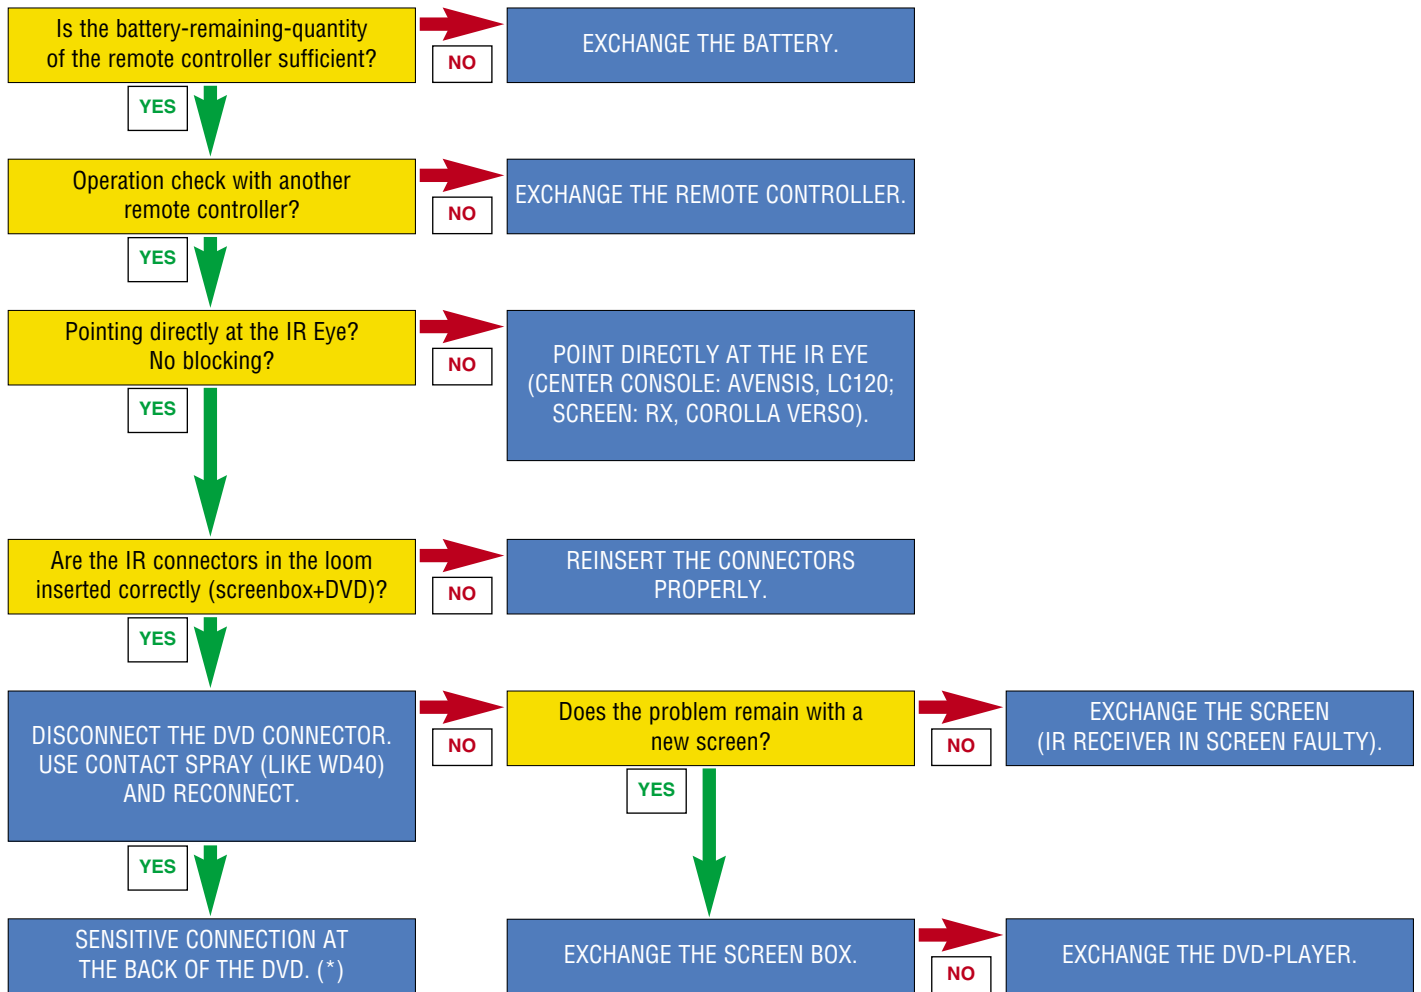 Is the battery-remaining-quantity
of the remote controller sufficient?
NO
EXCHANGE THE BATTERY.
YES
Operation check with another
remote controller?
NO
EXCHANGE THE REMOTE CONTROLLER.
YES
Pointing directly at the IR Eye?
No blocking?
NO
POINT DIRECTLY AT THE IR EYE
(CENTER CONSOLE: AVENSIS, LC120;
SCREEN: RX, COROLLA VERSO).
YES
Are the IR connectors in the loom
inserted correctly (screenbox+DVD)?
NO
REINSERT THE CONNECTORS
PROPERLY.
YES
DISCONNECT THE DVD CONNECTOR.
USE CONTACT SPRAY (LIKE WD40)
AND RECONNECT.
NO
Does the problem remain with a
new screen?
NO
EXCHANGE THE SCREEN
(IR RECEIVER IN SCREEN FAULTY).
YES
YES
SENSITIVE CONNECTION AT
THE BACK OF THE DVD. (*)
EXCHANGE THE SCREEN BOX.
NO
EXCHANGE THE DVD-PLAYER.